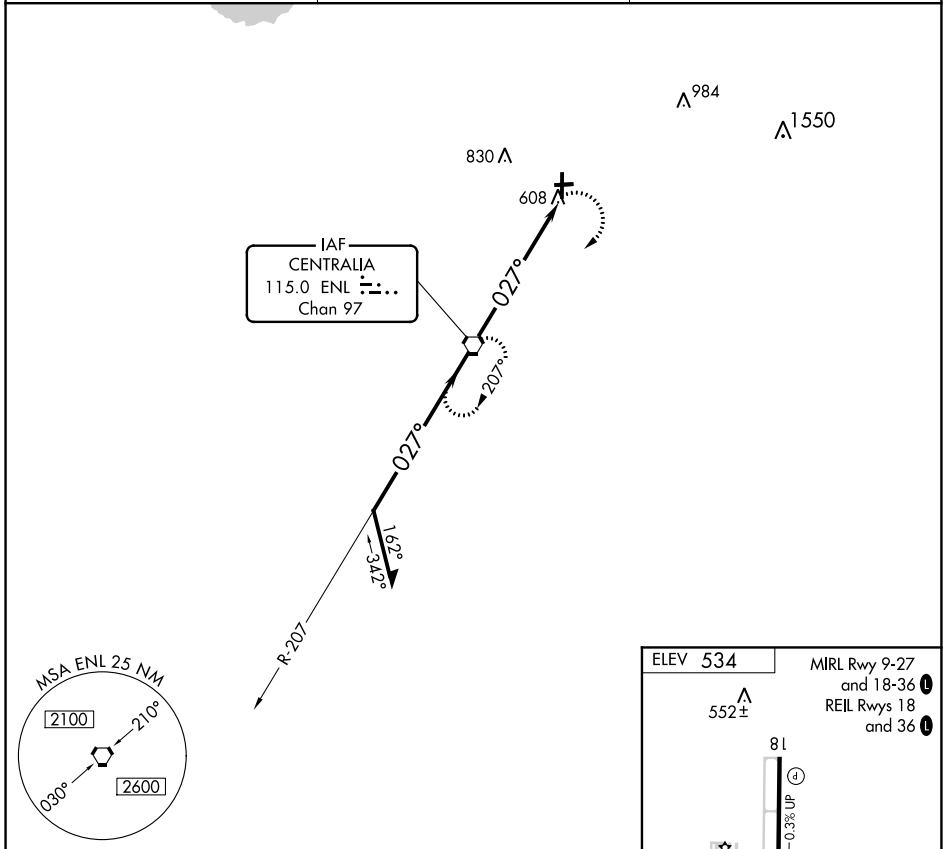 984
1550
830
608
IAF
CENTRALIA
115.0 ENL
Chan 97
027°
207°
027°
162°
342°
R-207
MSA ENL 25 NM
2100
210°
030°
2600
ELEV 534
MIRL Rwy 9-27
and 18-36 L
REIL Rwys 18
and 36 L
552±
18
P
0.3% UP